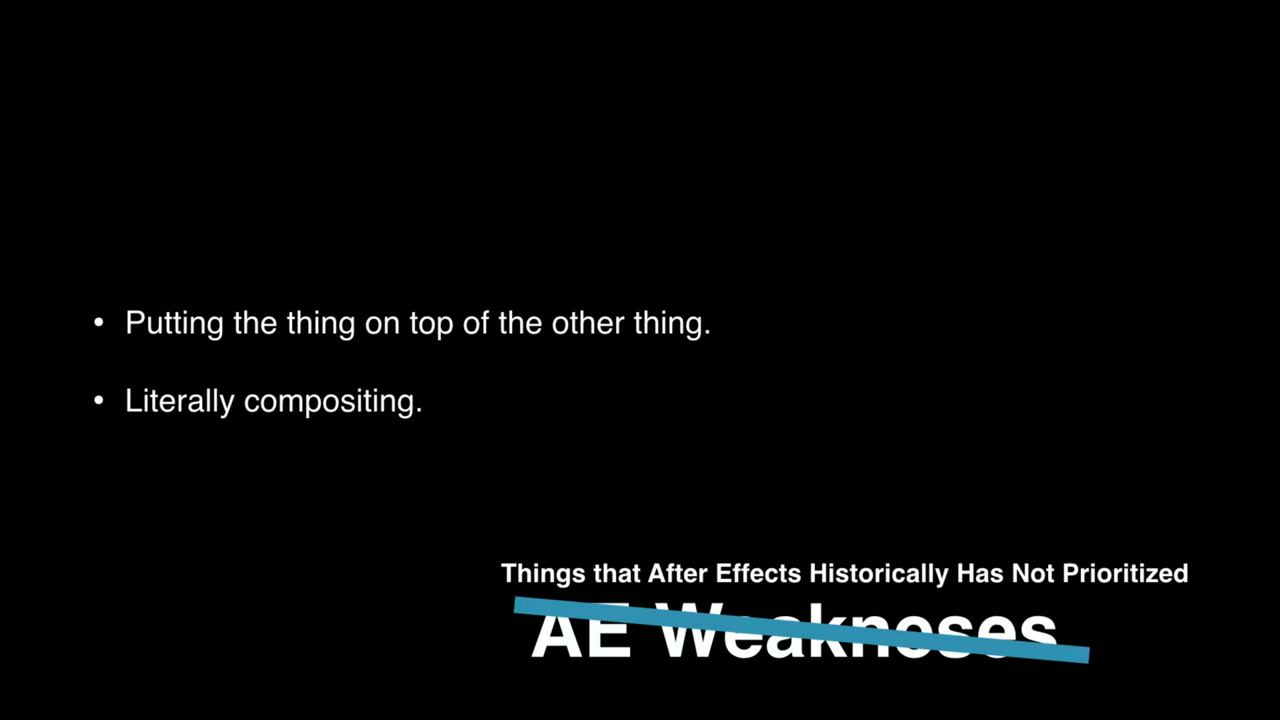 • Putting the thing on top of the other thing.
• Literally compositing.
Things that After Effects Historically Has Not Prioritized
AE Weaknoses